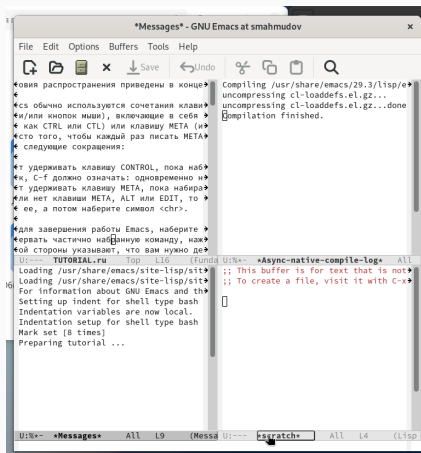 *Messages* - GNU Emacs at smahmudov
File Edit Options Buffers Tools Help
Save Undo
овия распространения приведены в конце
cs обычно используются сочетания клави
и/или кнопок мыши), включающие в себя
как CTRL или CTL) или клавишу META (и
сто того, чтобы каждый раз писать META
следующие сокращения:
т удерживать клавишу CONTROL, пока наб
к, C-f должно означать: одновременно н
т удерживать клавишу META, пока набира
ли нет клавиши META, ALT или EDIT, то
ее, а потом наберите символ <chr>.
для завершения работы Emacs, наберите
ервать частично набранную команду, наж
ой стороны указывают, что вам нужно де
U:--- TUTORIAL.ru Top L16 (Funda
Compiling /usr/share/emacs/29.3/lisp/e
uncompressing cl-loaddefs.el.gz...
uncompressing cl-loaddefs.el.gz...done
Compilation finished.
U:%*- *Async-native-compile-log* All
Loading /usr/share/emacs/site-lisp/sit
Loading /usr/share/emacs/site-lisp/sit
For information about GNU Emacs and th
Setting up indent for shell type bash
Indentation variables are now local.
Indentation setup for shell type bash
Mark set [8 times]
Preparing tutorial ...
U:%*- *Messages* All L9 (Messa
;; This buffer is for text that is not
;; To create a file, visit it with C-x
U:--- *scratch* All L4 (Lisp